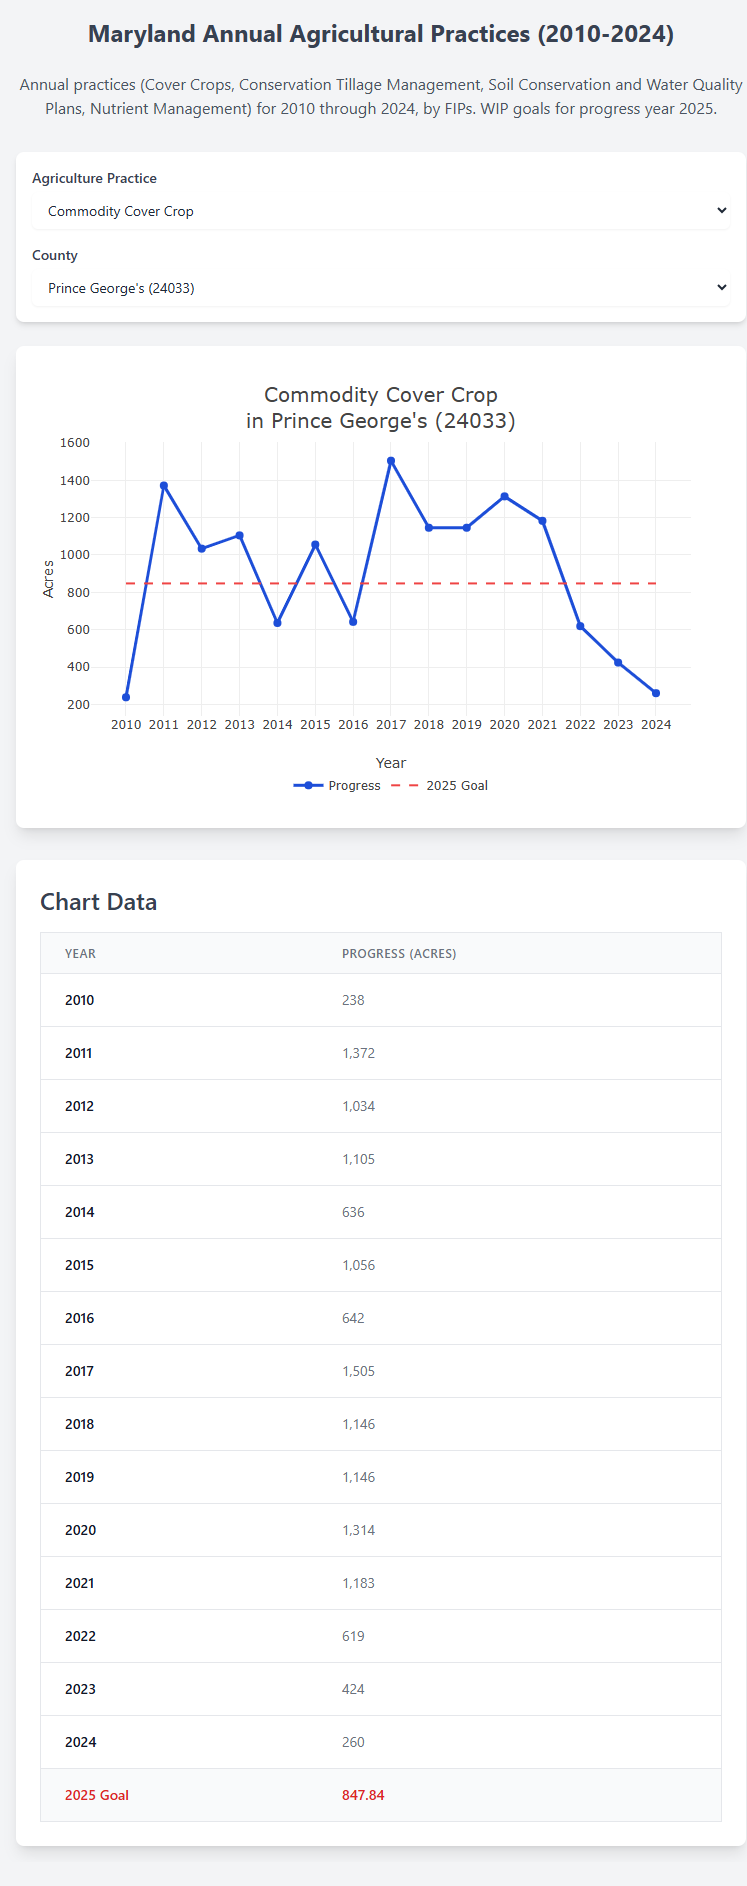 Maryland Annual Agricultural Practices (2010-2024)
Annual practices (Cover Crops, Conservation Tillage Management, Soil Conservation and Water Quality
Plans, Nutrient Management) for 2010 through 2024, by FIPs. WIP goals for progress year 2025.
Agriculture Practice
Commodity Cover Crop
County
Prince George's (24033)
Commodity Cover Crop
in Prince George's (24033)
1600
1400
1200
1000
800
600
400
200
Acres
2010 2011 2012 2013 2014 2015 2016 2017 2018 2019 2020 2021 2022 2023 2024
Year
Progress 2025 Goal
Chart Data
YEAR PROGRESS (ACRES)
2010 238
2011 1,372
2012 1,034
2013 1,105
2014 636
2015 1,056
2016 642
2017 1,505
2018 1,146
2019 1,146
2020 1,314
2021 1,183
2022 619
2023 424
2024 260
2025 Goal 847.84